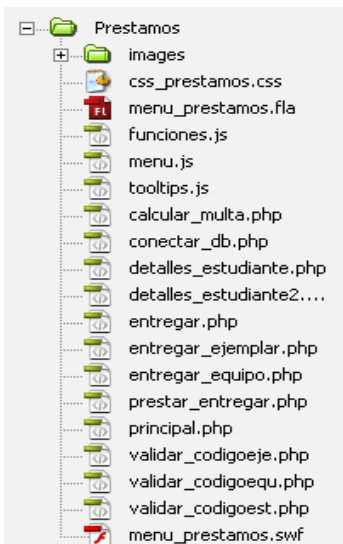 Prestamos
images
css_prestamos.css
menu_prestamos.fla
funciones.js
menu.js
tooltips.js
calcular_multa.php
conectar_db.php
detalles_estudiante.php
detalles_estudiante2....
entregar.php
entregar_ejemplar.php
entregar_equipo.php
prestar_entregar.php
principal.php
validar_codigoeje.php
validar_codigoequ.php
validar_codigoest.php
menu_prestamos.swf